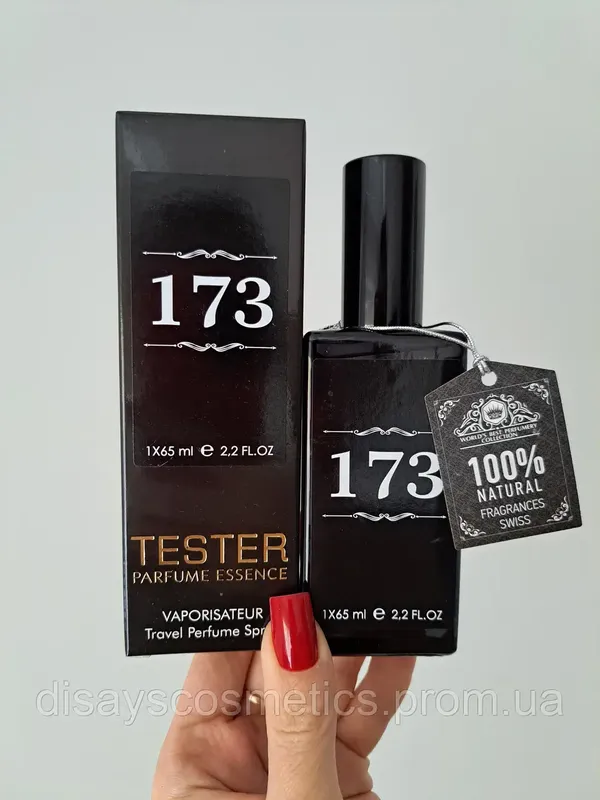 173
1X65 ml e 2,2 FL.OZ
TESTER
PARFUME ESSENCE
VAPORISATEUR
Travel Perfume Spr
173
1X65 ml e 2,2 FL.OZ
WORLD'S BEST PERFUMERY
COLLECTION
100%
NATURAL
FRAGRANCES
SWISS
disayscosmetics.prom.ua